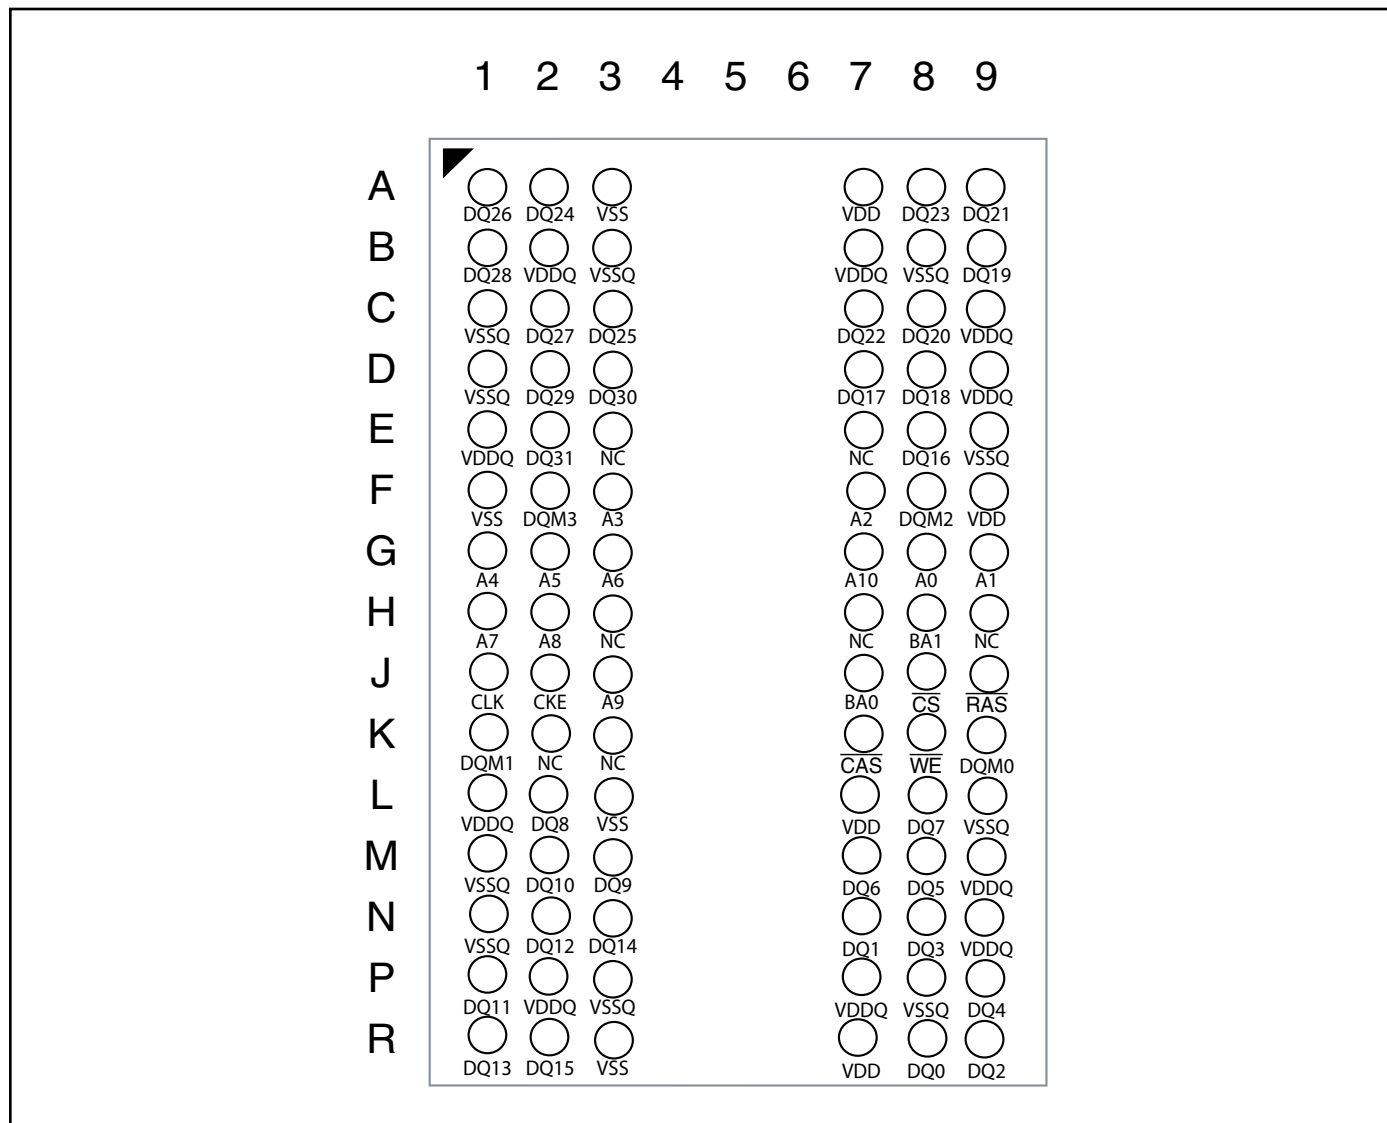 1 2 3 4 5 6 7 8 9
A
DQ26 DQ24 VSS VDD DQ23 DQ21
B
DQ28 VDDQ VSSQ VDDQ VSSQ DQ19
C
VSSQ DQ27 DQ25 DQ22 DQ20 VDDQ
D
VSSQ DQ29 DQ30 DQ17 DQ18 VDDQ
E
VDDQ DQ31 NC NC DQ16 VSSQ
F
VSS DQM3 A3 A2 DQM2 VDD
G
A4 A5 A6 A10 A0 A1
H
A7 A8 NC NC BA1 NC
J
CLK CKE A9 BA0 C̅S̅ R̅A̅S̅
K
DQM1 NC NC C̅A̅S̅ W̅E̅ DQM0
L
VDDQ DQ8 VSS VDD DQ7 VSSQ
M
VSSQ DQ10 DQ9 DQ6 DQ5 VDDQ
N
VSSQ DQ12 DQ14 DQ1 DQ3 VDDQ
P
DQ11 VDDQ VSSQ VDDQ VSSQ DQ4
R
DQ13 DQ15 VSS VDD DQ0 DQ2